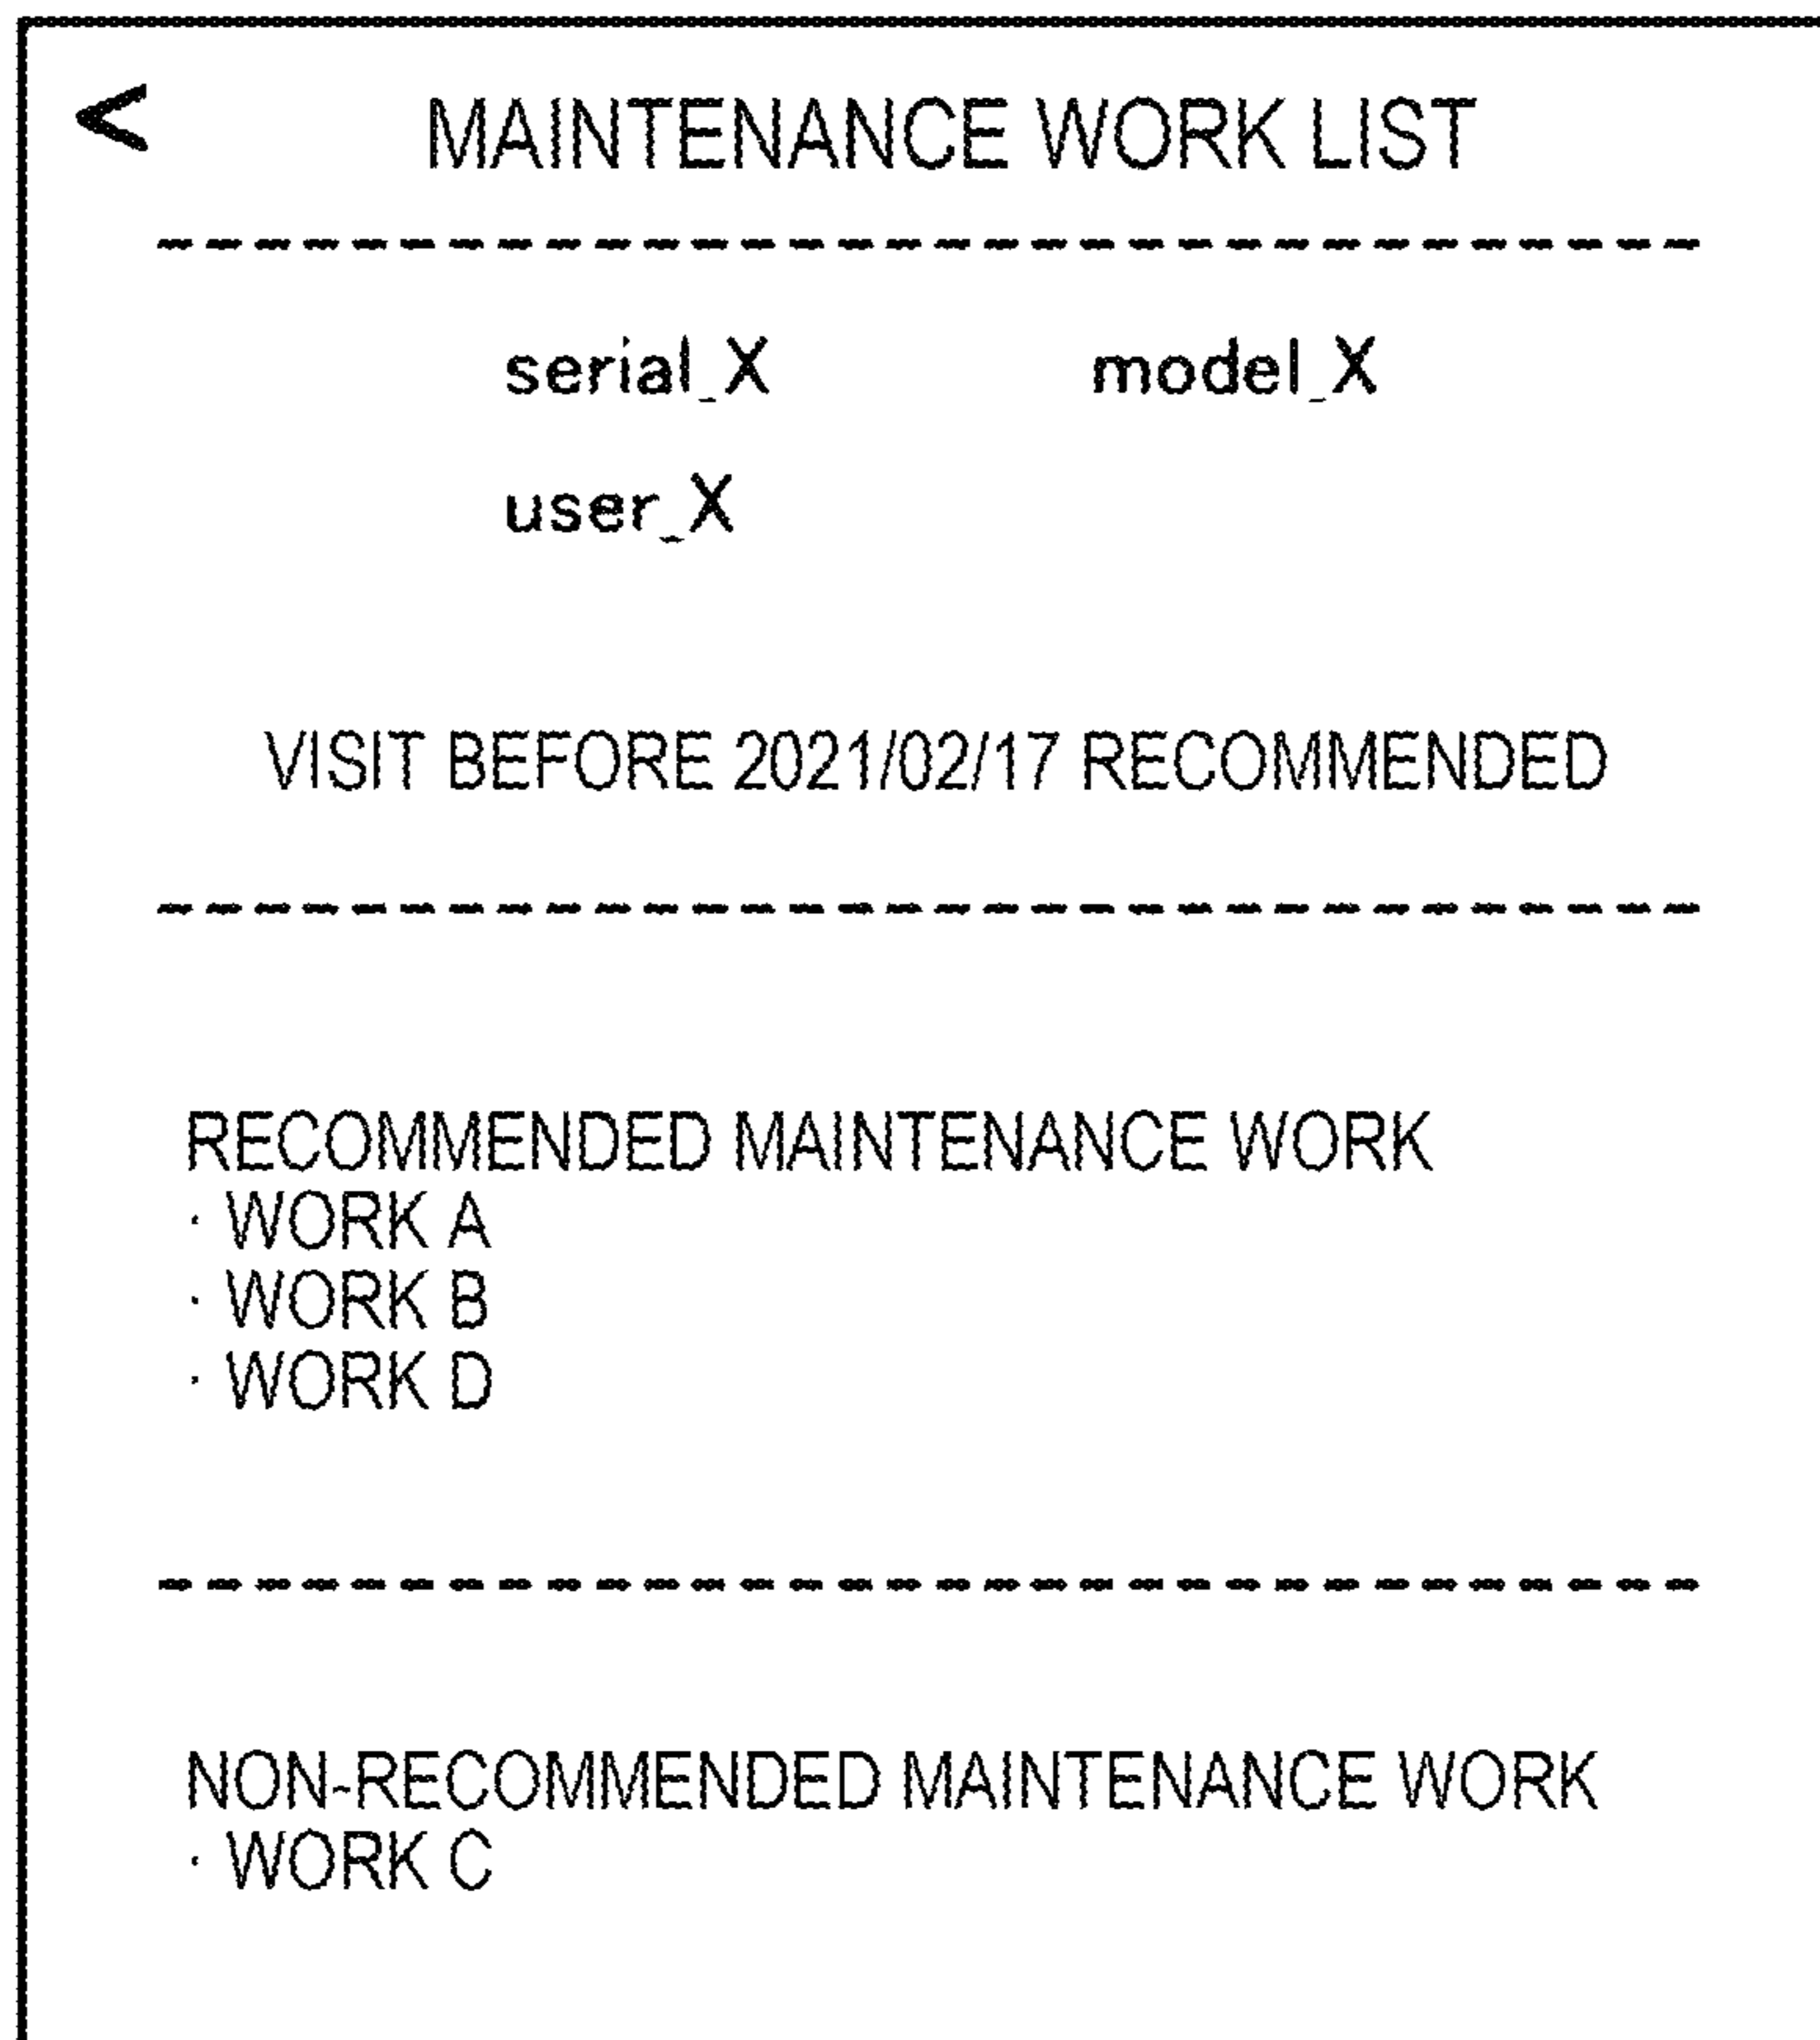 < MAINTENANCE WORK LIST
serial_X model_X
user_X
VISIT BEFORE 2021/02/17 RECOMMENDED
RECOMMENDED MAINTENANCE WORK
· WORK A
· WORK B
· WORK D
NON-RECOMMENDED MAINTENANCE WORK
· WORK C